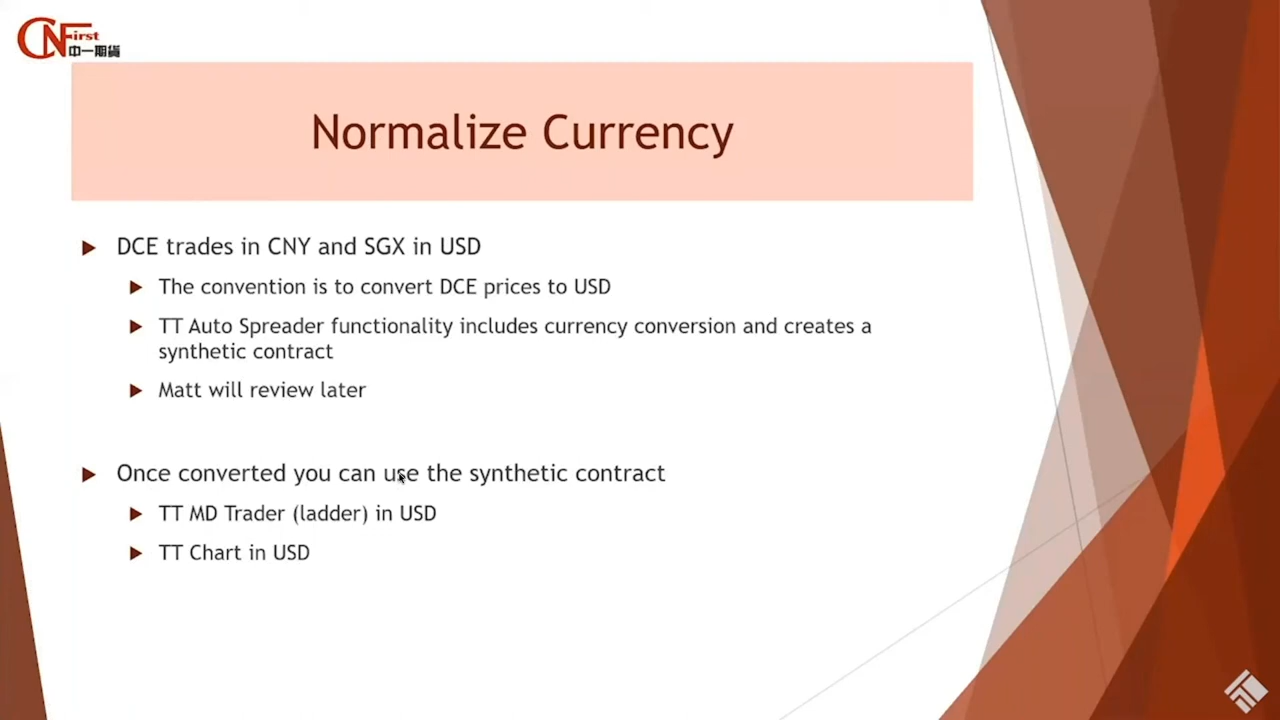 CNFirst
中一期貨
Normalize Currency
DCE trades in CNY and SGX in USD
The convention is to convert DCE prices to USD
TT Auto Spreader functionality includes currency conversion and creates a
synthetic contract
Matt will review later
Once converted you can use the synthetic contract
TT MD Trader (ladder) in USD
TT Chart in USD